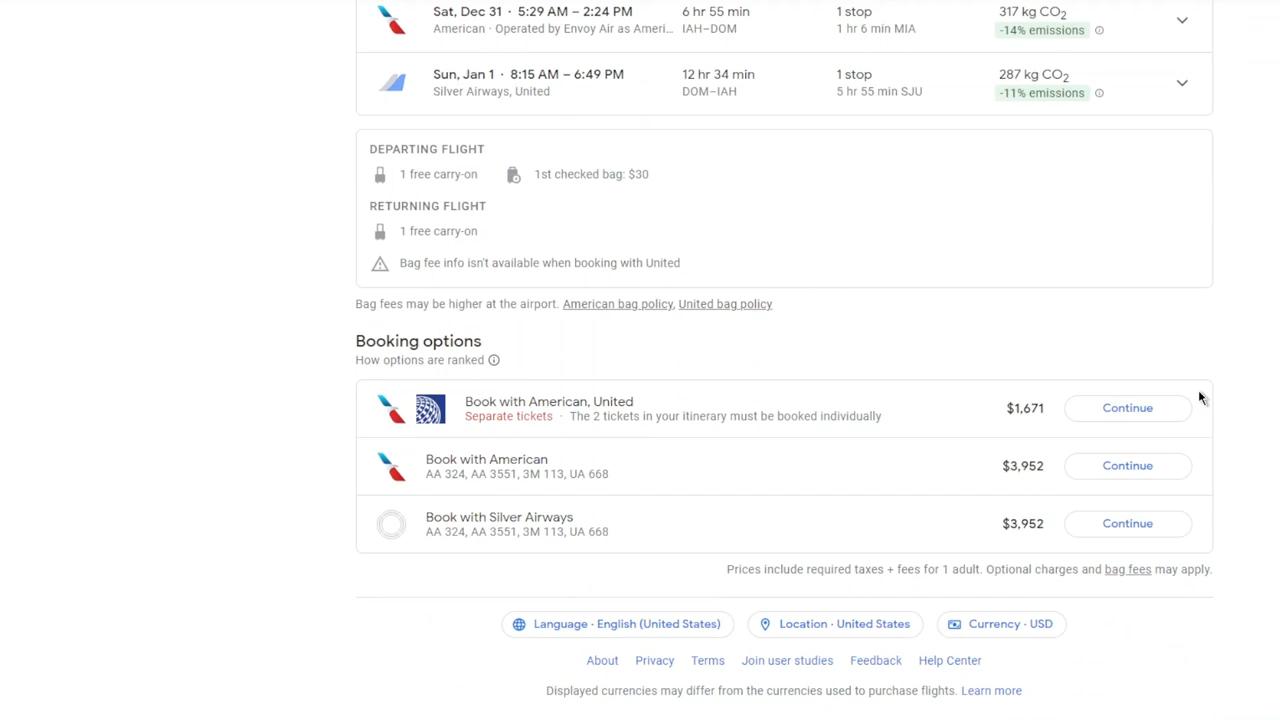 Sat, Dec 31 · 5:29 AM – 2:24 PM
6 hr 55 min
1 stop
317 kg CO2
American · Operated by Envoy Air as Ameri...
IAH–DOM
1 hr 6 min MIA
-14% emissions
Sun, Jan 1 · 8:15 AM – 6:49 PM
12 hr 34 min
1 stop
287 kg CO2
Silver Airways, United
DOM–IAH
5 hr 55 min SJU
-11% emissions
DEPARTING FLIGHT
1 free carry-on
1st checked bag: $30
RETURNING FLIGHT
1 free carry-on
Bag fee info isn't available when booking with United
Bag fees may be higher at the airport. American bag policy, United bag policy
Booking options
How options are ranked
Book with American, United
Separate tickets · The 2 tickets in your itinerary must be booked individually
$1,671
Continue
Book with American
AA 324, AA 3551, 3M 113, UA 668
$3,952
Continue
Book with Silver Airways
AA 324, AA 3551, 3M 113, UA 668
$3,952
Continue
Prices include required taxes + fees for 1 adult. Optional charges and bag fees may apply.
Language · English (United States)
Location · United States
Currency · USD
About
Privacy
Terms
Join user studies
Feedback
Help Center
Displayed currencies may differ from the currencies used to purchase flights. Learn more